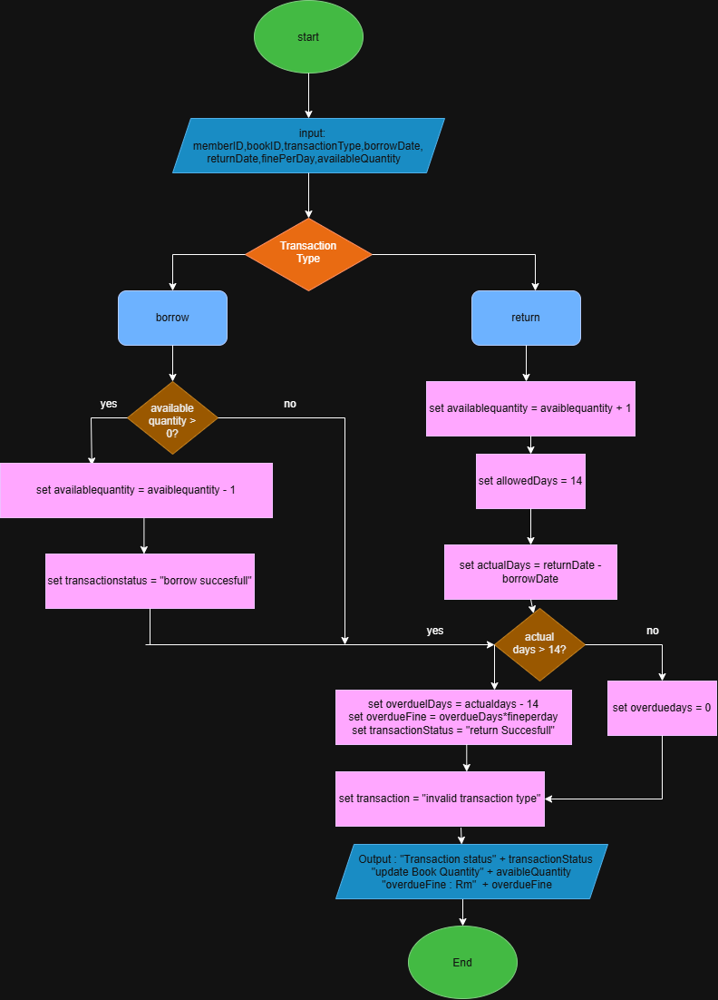 start
input:
memberID,bookID,transactionType,borrowDate,
returnDate,finePerDay,availableQuantity
Transaction
Type
borrow
return
yes
available
quantity >
0?
no
set availablequantity = avaiblequantity + 1
set availablequantity = avaiblequantity - 1
set allowedDays = 14
set transactionstatus = "borrow succesfull"
set actualDays = returnDate -
borrowDate
yes
actual
days > 14?
no
set overduelDays = actualdays - 14
set overdueFine = overdueDays*fineperday
set transactionStatus = "return Succesfull"
set overduedays = 0
set transaction = "invalid transaction type"
Output : "Transaction status" + transactionStatus
"update Book Quantity" + avaibleQuantity
"overdueFine : Rm" + overdueFine
End